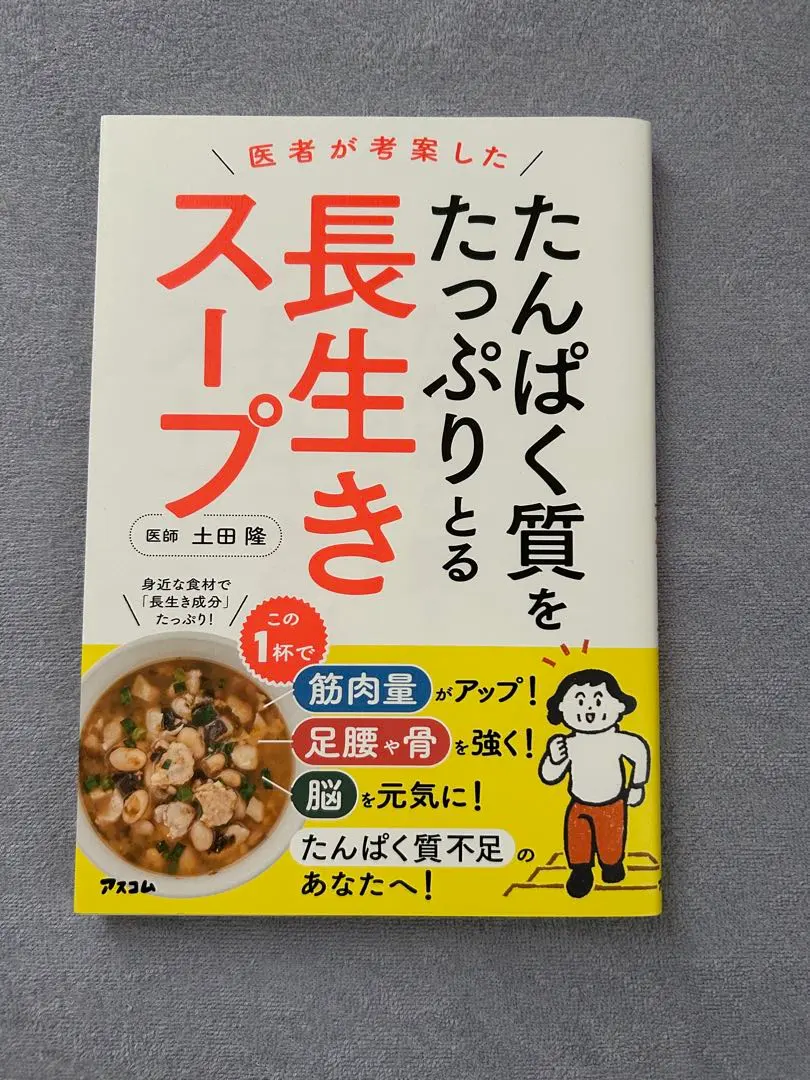 医者が考案した
たんぱく質を
たっぷりとる
長生き
スープ
医師 土田 隆
身近な食材で
「長生き成分」
たっぷり!
この
1杯で
筋肉量がアップ!
足腰や骨を強く!
脳を元気に!
たんぱく質不足の
あなたへ!
アスコム